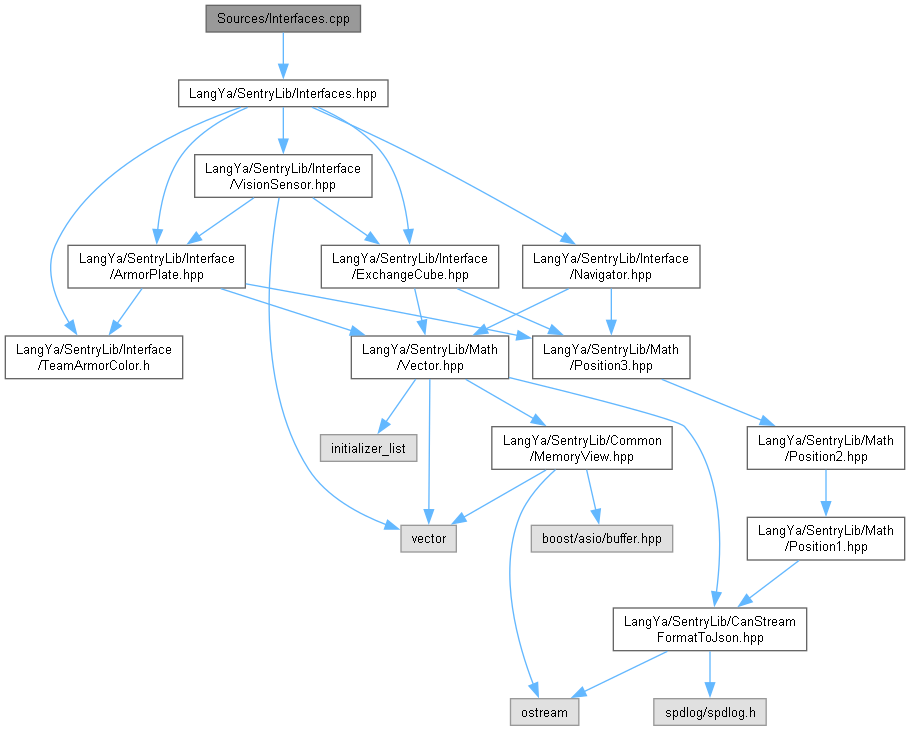 Sources/Interfaces.cpp
LangYa/SentryLib/Interfaces.hpp
LangYa/SentryLib/Interface
/VisionSensor.hpp
LangYa/SentryLib/Interface
/ArmorPlate.hpp
LangYa/SentryLib/Interface
/ExchangeCube.hpp
LangYa/SentryLib/Interface
/Navigator.hpp
LangYa/SentryLib/Interface
/TeamArmorColor.h
LangYa/SentryLib/Math
/Vector.hpp
LangYa/SentryLib/Math
/Position3.hpp
initializer_list
LangYa/SentryLib/Common
/MemoryView.hpp
LangYa/SentryLib/Math
/Position2.hpp
vector
boost/asio/buffer.hpp
LangYa/SentryLib/Math
/Position1.hpp
LangYa/SentryLib/CanStream
FormatToJson.hpp
ostream
spdlog/spdlog.h